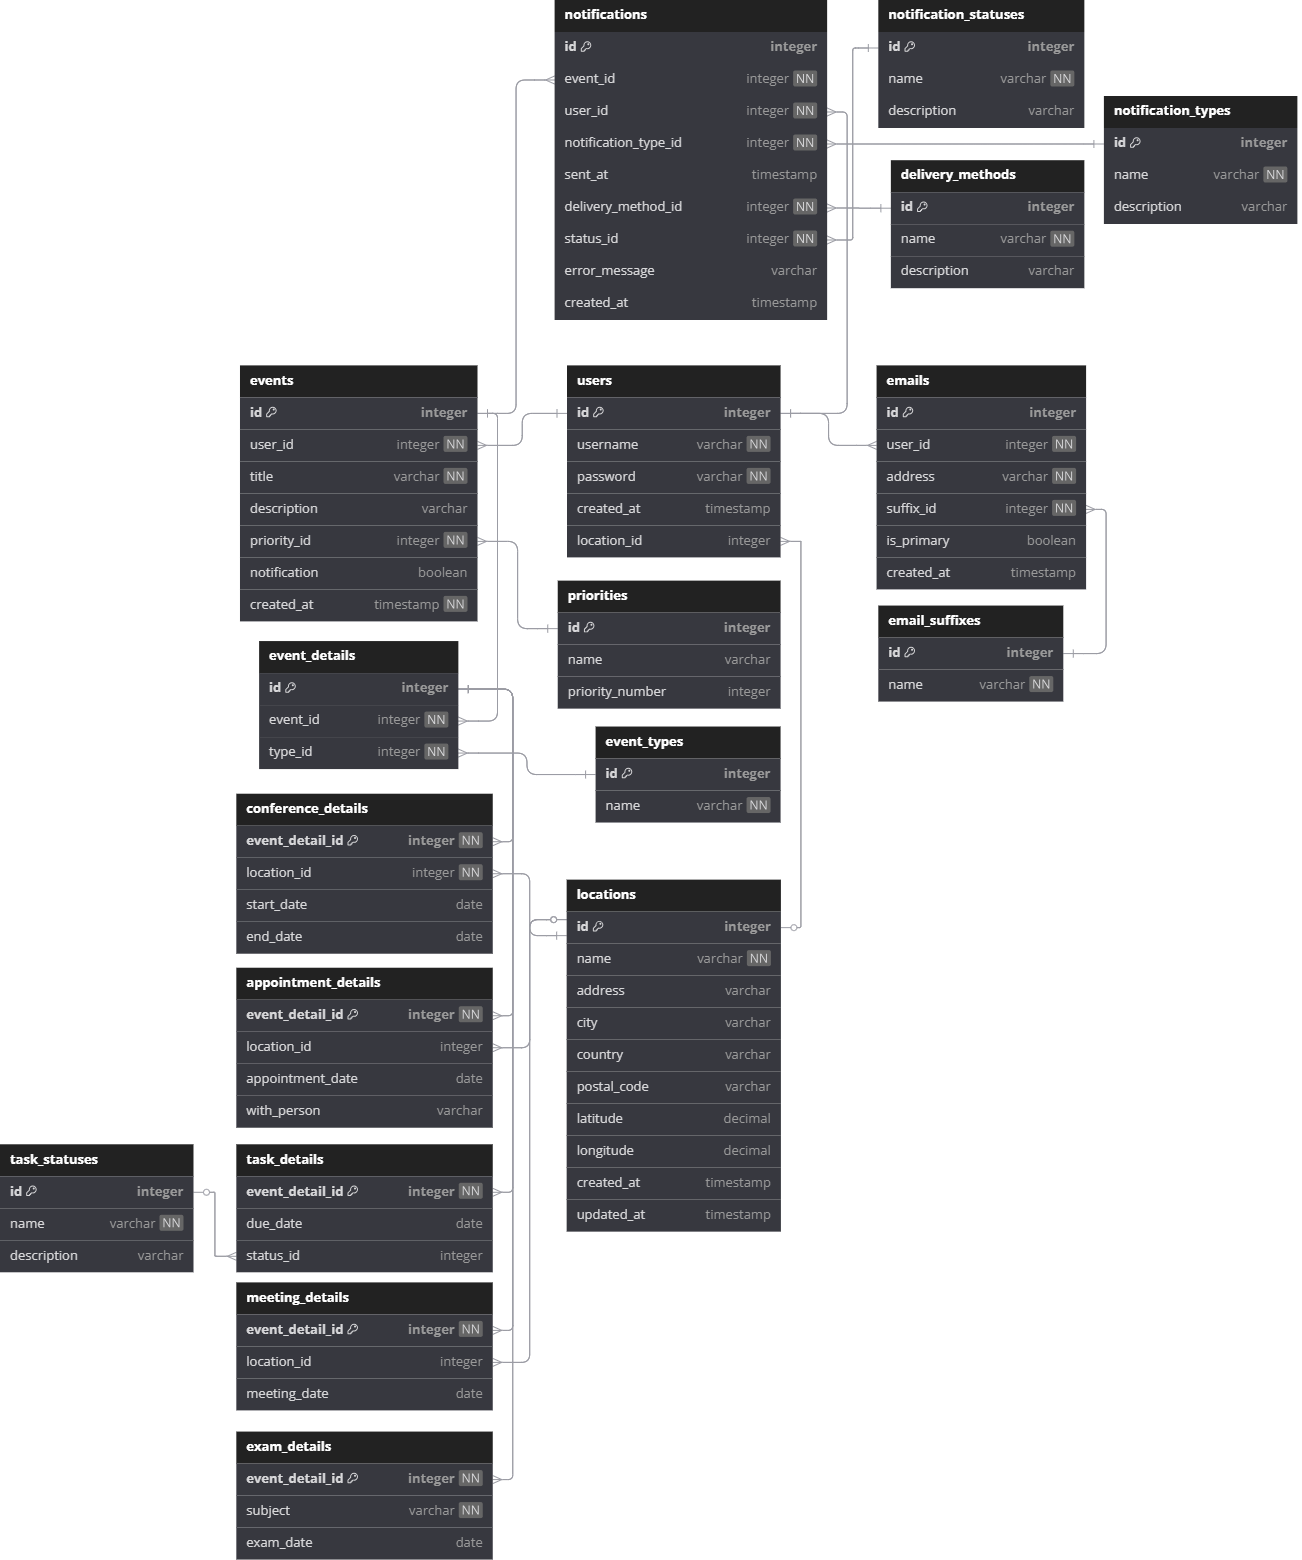 notifications
id integer
event_id integer NN
user_id integer NN
notification_type_id integer NN
sent_at timestamp
delivery_method_id integer NN
status_id integer NN
error_message varchar
created_at timestamp
notification_statuses
id integer
name varchar NN
description varchar
notification_types
id integer
name varchar NN
description varchar
delivery_methods
id integer
name varchar NN
description varchar
events
id integer
user_id integer NN
title varchar NN
description varchar
priority_id integer NN
notification boolean
created_at timestamp NN
users
id integer
username varchar NN
password varchar NN
created_at timestamp
location_id integer
emails
id integer
user_id integer NN
address varchar NN
suffix_id integer NN
is_primary boolean
created_at timestamp
priorities
id integer
name varchar
priority_number integer
email_suffixes
id integer
name varchar NN
event_details
id integer
event_id integer NN
type_id integer NN
event_types
id integer
name varchar NN
conference_details
event_detail_id integer NN
location_id integer NN
start_date date
end_date date
locations
id integer
name varchar NN
address varchar
city varchar
country varchar
postal_code varchar
latitude decimal
longitude decimal
created_at timestamp
updated_at timestamp
appointment_details
event_detail_id integer NN
location_id integer
appointment_date date
with_person varchar
task_statuses
id integer
name varchar NN
description varchar
task_details
event_detail_id integer NN
due_date date
status_id integer
meeting_details
event_detail_id integer NN
location_id integer
meeting_date date
exam_details
event_detail_id integer NN
subject varchar NN
exam_date date